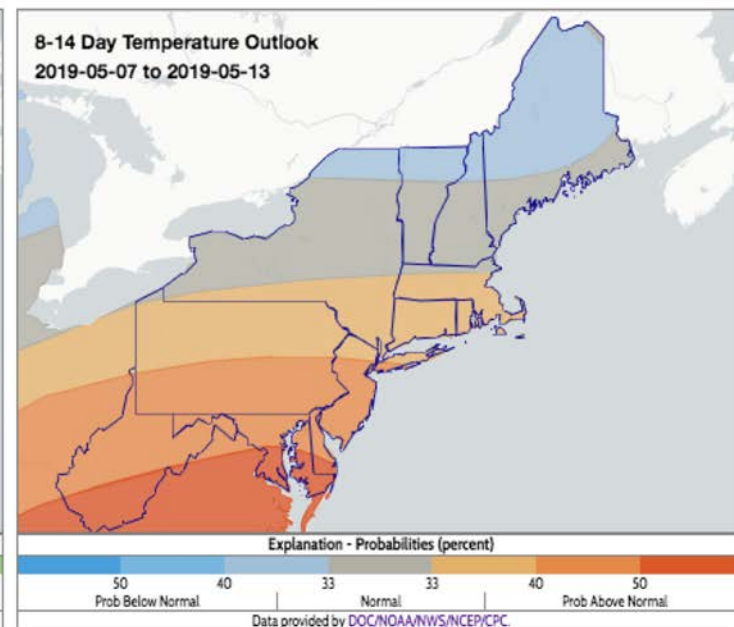 8-14 Day Temperature Outlook
2019-05-07 to 2019-05-13
Explanation - Probabilities (percent)
50 40 33 33 40 50
Prob Below Normal Normal Prob Above Normal
Data provided by DOC/NOAA/NWS/NCEP/CPC.